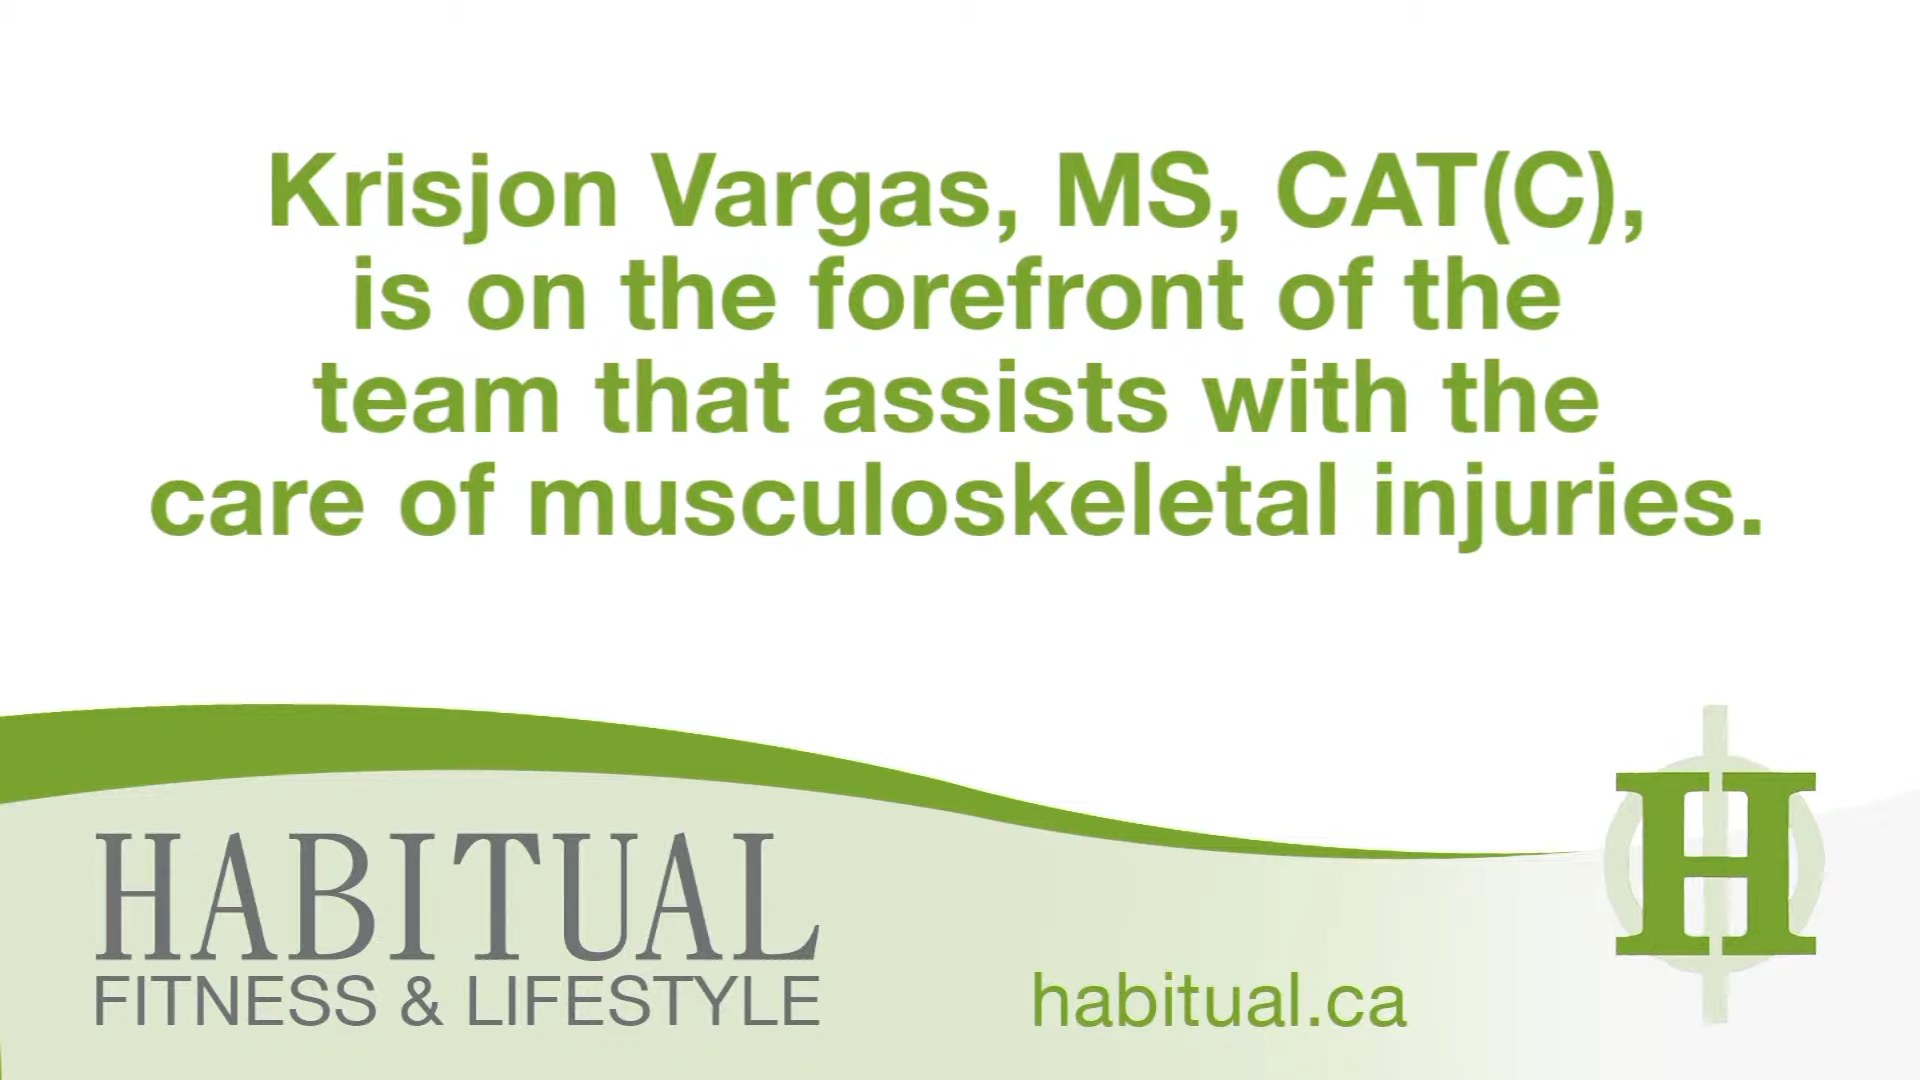 Krisjon Vargas, MS, CAT(C),
is on the forefront of the
team that assists with the
care of musculoskeletal injuries.
HABITUAL
FITNESS & LIFESTYLE
habitual.ca
H